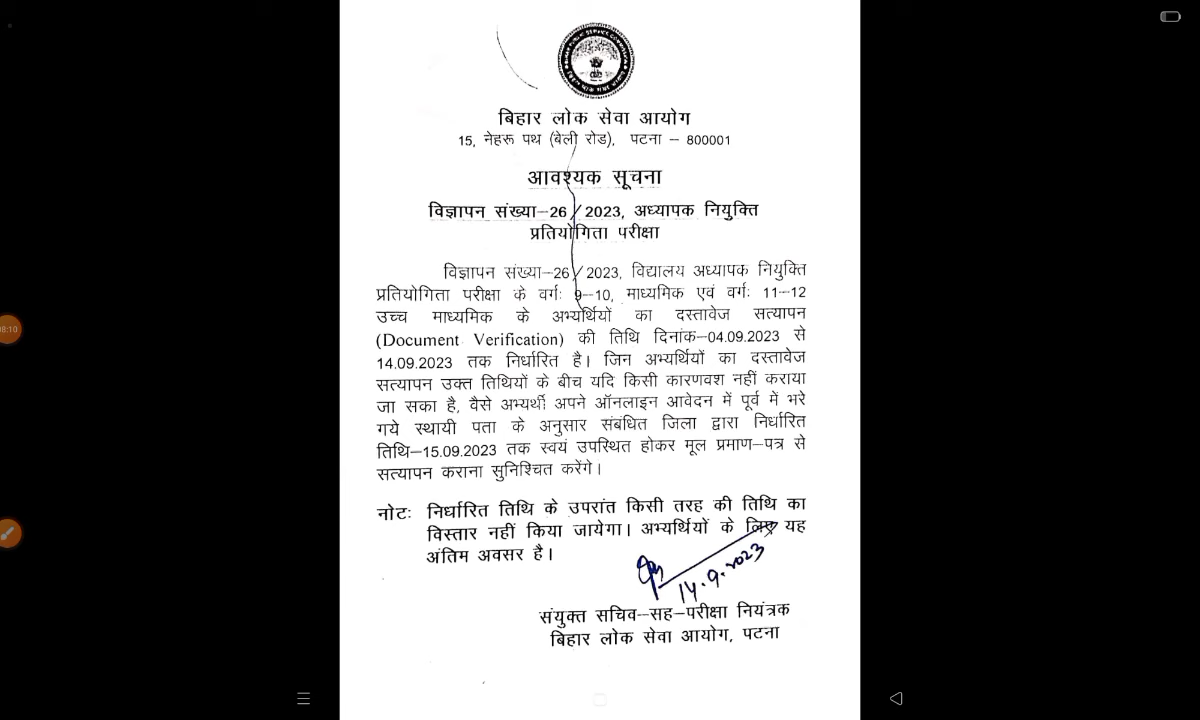 बिहार लोक सेवा आयोग
15, नेहरू पथ (बेली रोड), पटना – 800001
आवश्यक सूचना
विज्ञापन संख्या–26/2023, अध्यापक नियुक्ति
प्रतियोगिता परीक्षा
विज्ञापन संख्या–26/2023, विद्यालय अध्यापक नियुक्ति
प्रतियोगिता परीक्षा के वर्गः 9–10, माध्यमिक एवं वर्गः 11–12
उच्च माध्यमिक के अभ्यर्थियों का दस्तावेज सत्यापन
(Document Verification) की तिथि दिनांक–04.09.2023 से
14.09.2023 तक निर्धारित है। जिन अभ्यर्थियों का दस्तावेज
सत्यापन उक्त तिथियों के बीच यदि किसी कारणवश नहीं कराया
जा सका है, वैसे अभ्यर्थी अपने ऑनलाइन आवेदन में पूर्व में भरे
गये स्थायी पता के अनुसार संबंधित जिला द्वारा निर्धारित
तिथि–15.09.2023 तक स्वयं उपस्थित होकर मूल प्रमाण–पत्र से
सत्यापन कराना सुनिश्चित करेंगे।
नोटः निर्धारित तिथि के उपरांत किसी तरह की तिथि का
विस्तार नहीं किया जायेगा। अभ्यर्थियों के लिए यह
अंतिम अवसर है।
14.9.2023
संयुक्त सचिव–सह–परीक्षा नियंत्रक
बिहार लोक सेवा आयोग, पटना